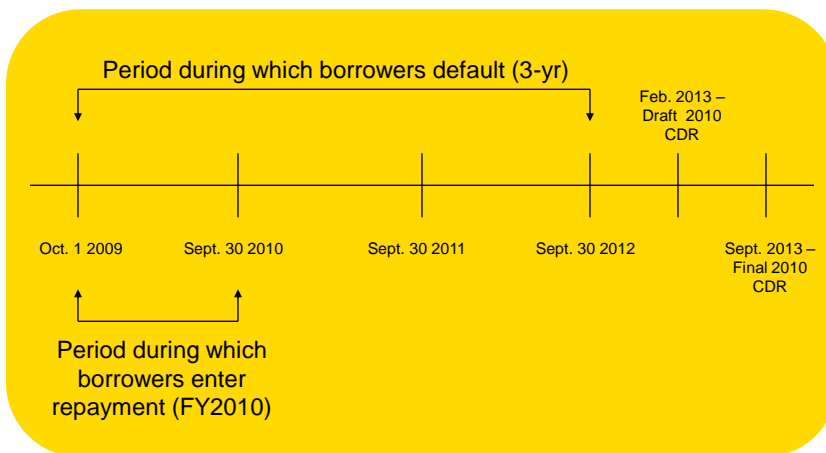 Period during which borrowers default (3-yr)
Feb. 2013 –
Draft 2010
CDR
Oct. 1 2009
Sept. 30 2010
Sept. 30 2011
Sept. 30 2012
Sept. 2013 –
Final 2010
CDR
Period during which
borrowers enter
repayment (FY2010)